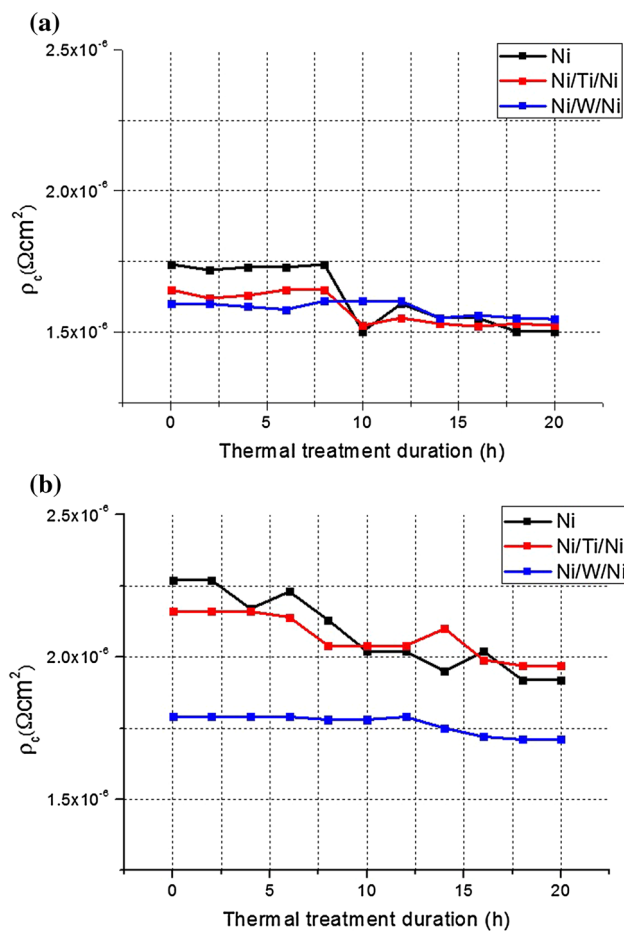 (a)
2.5x10⁻⁶
2.0x10⁻⁶
1.5x10⁻⁶
ρc(Ωcm²)
Ni
Ni/Ti/Ni
Ni/W/Ni
0 5 10 15 20
Thermal treatment duration (h)
(b)
2.5x10⁻⁶
2.0x10⁻⁶
1.5x10⁻⁶
ρc(Ωcm²)
Ni
Ni/Ti/Ni
Ni/W/Ni
0 5 10 15 20
Thermal treatment duration (h)